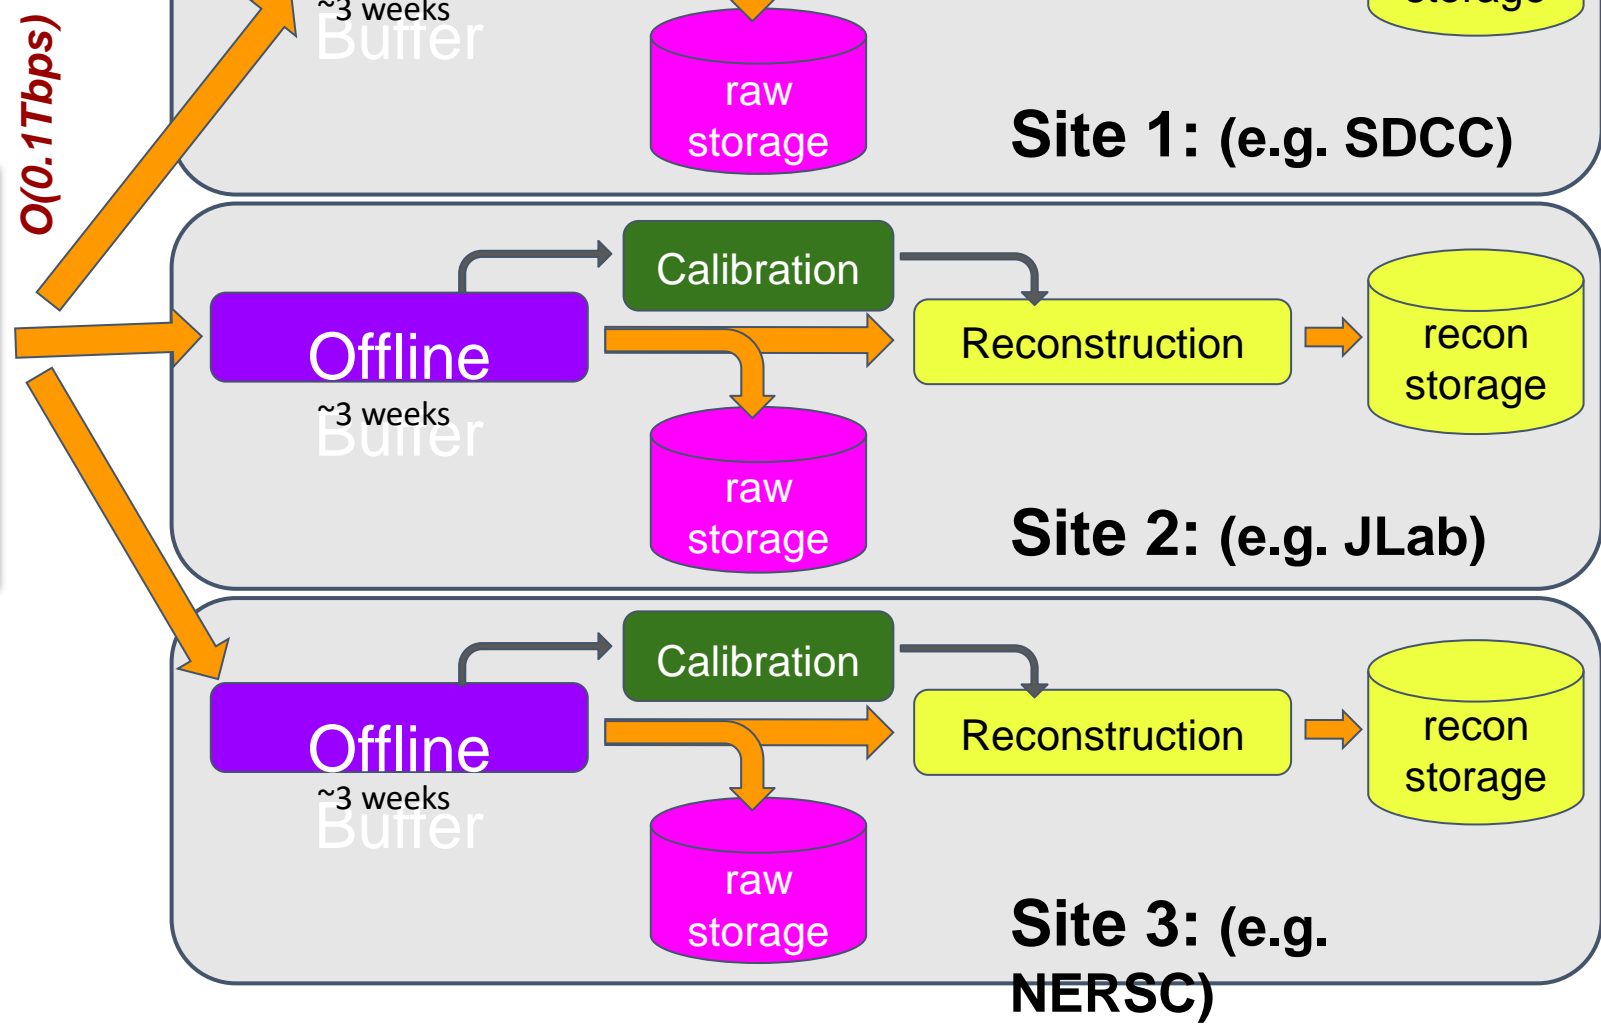 O(0.1Tbps)
~3 weeks
Buffer
raw
storage
storage
Site 1: (e.g. SDCC)
Calibration
Offline
Buffer
~3 weeks
Reconstruction
recon
storage
raw
storage
Site 2: (e.g. JLab)
Calibration
Offline
Buffer
~3 weeks
Reconstruction
recon
storage
raw
storage
Site 3: (e.g.
NERSC)